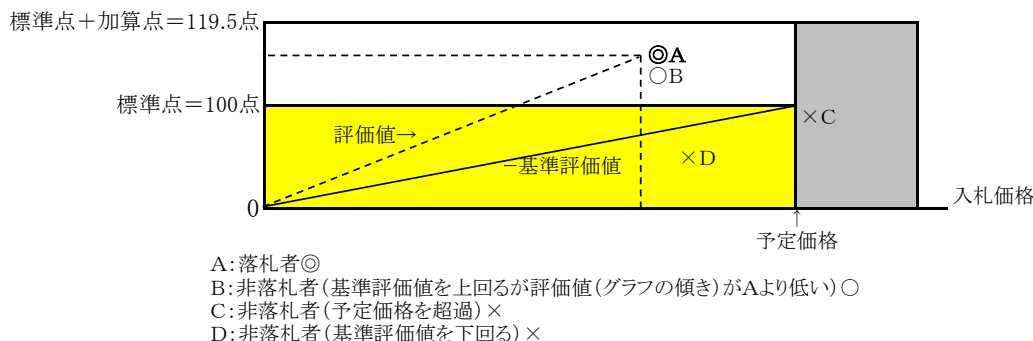 標準点＋加算点＝119.5点
◎A
○B
標準点＝100点
×C
評価値→
×D
−基準評価値
0
入札価格
↑
予定価格
A：落札者◎
B：非落札者（基準評価値を上回るが評価値（グラフの傾き）がAより低い）○
C：非落札者（予定価格を超過）×
D：非落札者（基準評価値を下回る）×